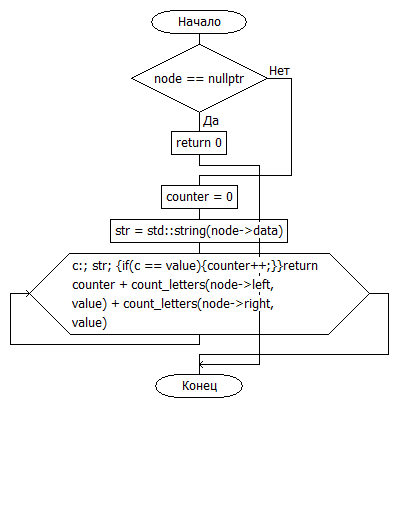 Начало
node == nullptr
Нет
Да
return 0
counter = 0
str = std::string(node->data)
c:; str; {if(c == value){counter++;}}return
counter + count_letters(node->left,
value) + count_letters(node->right,
value)
Конец